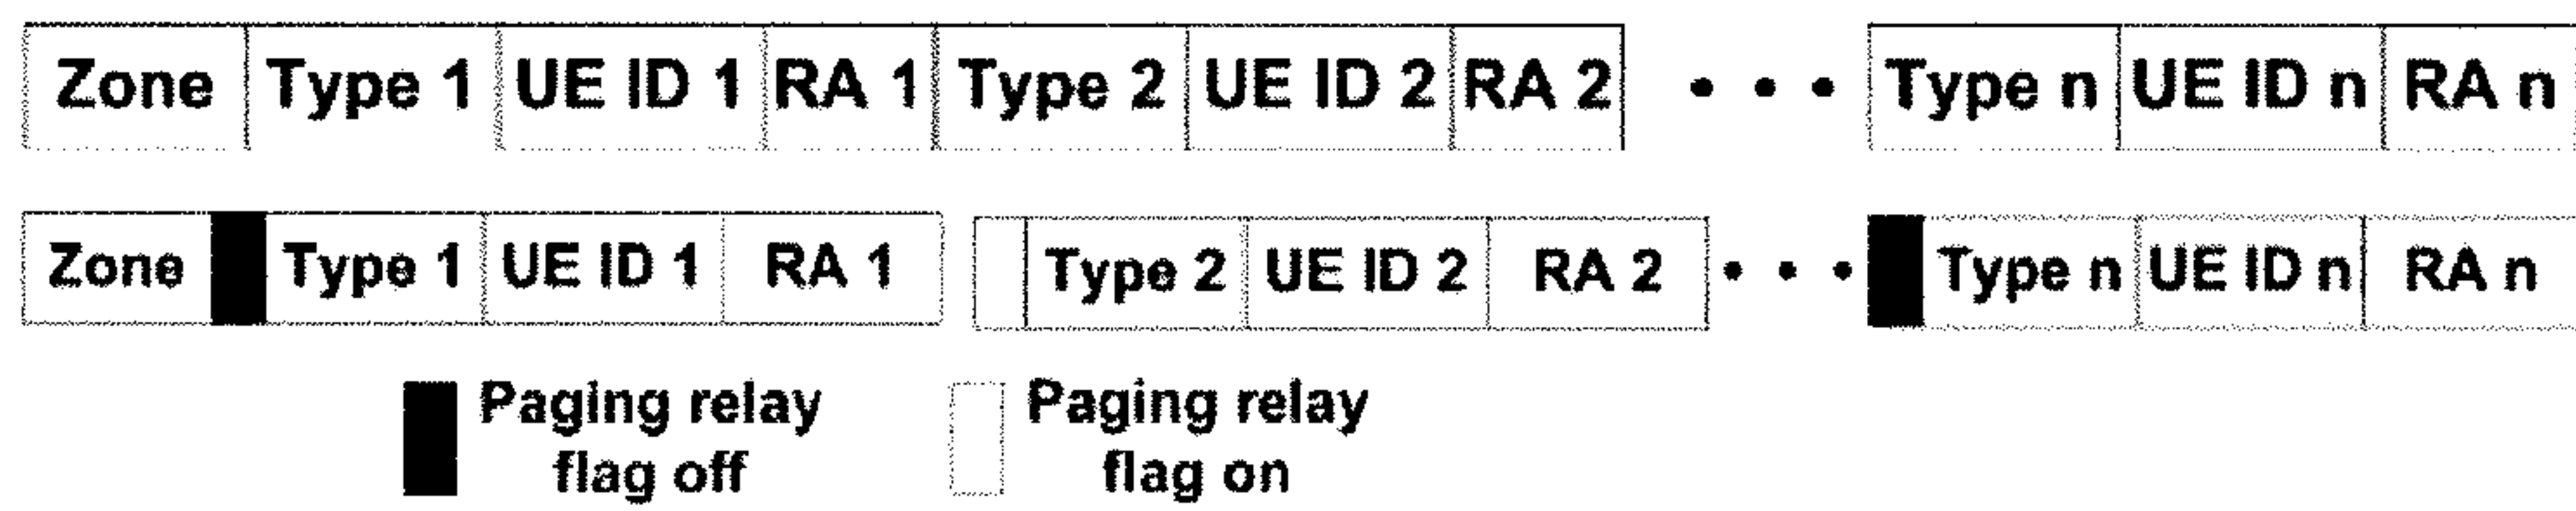 Zone Type 1 UE ID 1 RA 1 Type 2 UE ID 2 RA 2 • • • Type n UE ID n RA n
Zone Type 1 UE ID 1 RA 1 Type 2 UE ID 2 RA 2 • • • Type n UE ID n RA n
Paging relay
flag off
Paging relay
flag on